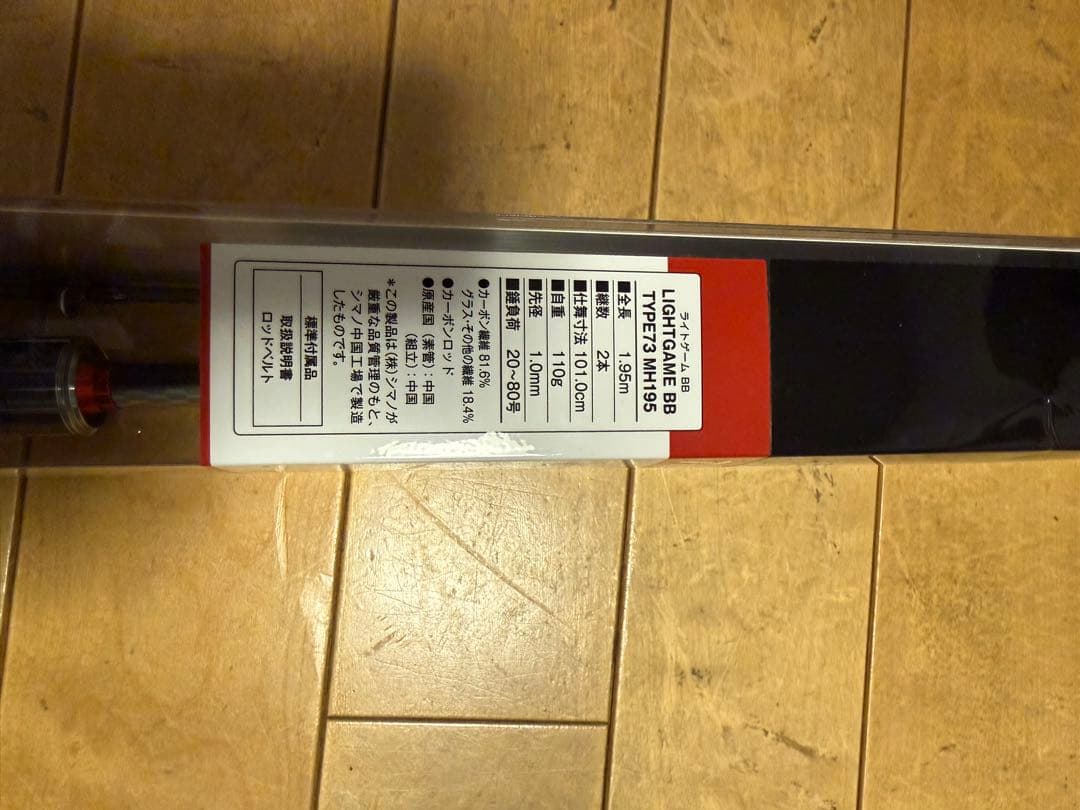 ライトゲーム BB
LIGHTGAME BB
TYPE73 MH195
■全長 1.95m
■継数 2本
■仕舞寸法 101.0cm
■自重 110g
■先径 1.0mm
■錘負荷 20〜80号
●カーボン繊維 81.6%
グラス・その他の繊維 18.4%
●カーボンロッド
●原産国 (素管):中国
(組立):中国
*この製品は(株)シマノが
厳重な品質管理のもと、
シマノ中国工場で製造
したものです。
標準付属品
取扱説明書
ロッドベルト